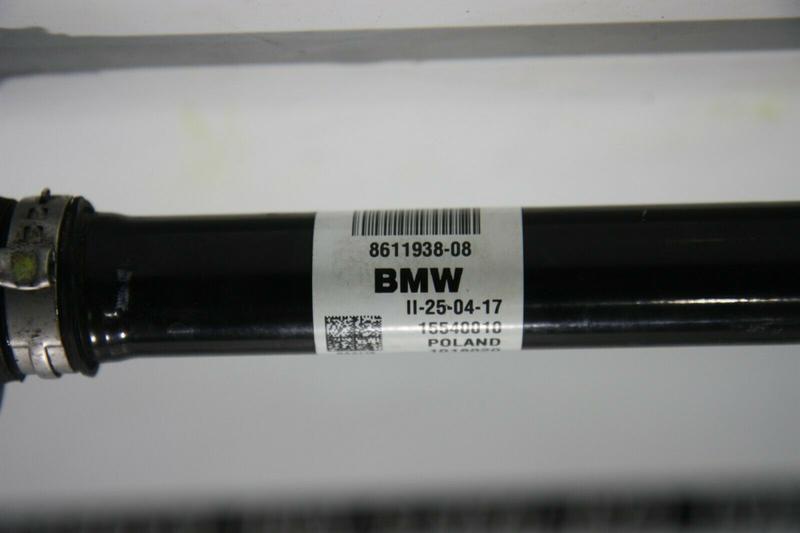 8611938-08
BMW
II-25-04-17
15540010
POLAND